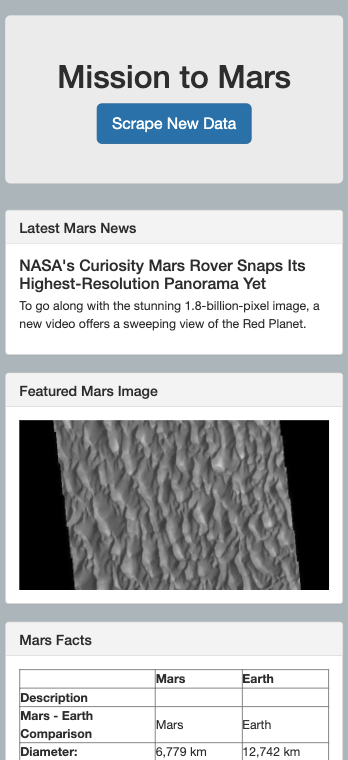 Mission to Mars
Scrape New Data
Latest Mars News
NASA's Curiosity Mars Rover Snaps Its
Highest-Resolution Panorama Yet
To go along with the stunning 1.8-billion-pixel image, a
new video offers a sweeping view of the Red Planet.
Featured Mars Image
Mars Facts
Mars Earth
Description
Mars - Earth
Comparison Mars Earth
Diameter: 6,779 km 12,742 km